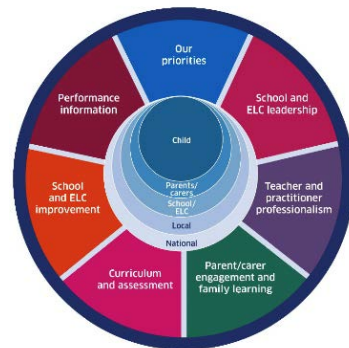 Our
priorities
School and
ELC leadership
Teacher and
practitioner
professionalism
Parent/carer
engagement and
family learning
Curriculum
and assessment
School
and ELC
improvement
Performance
information
Child
Parents/
carers
School/
ELC
Local
National